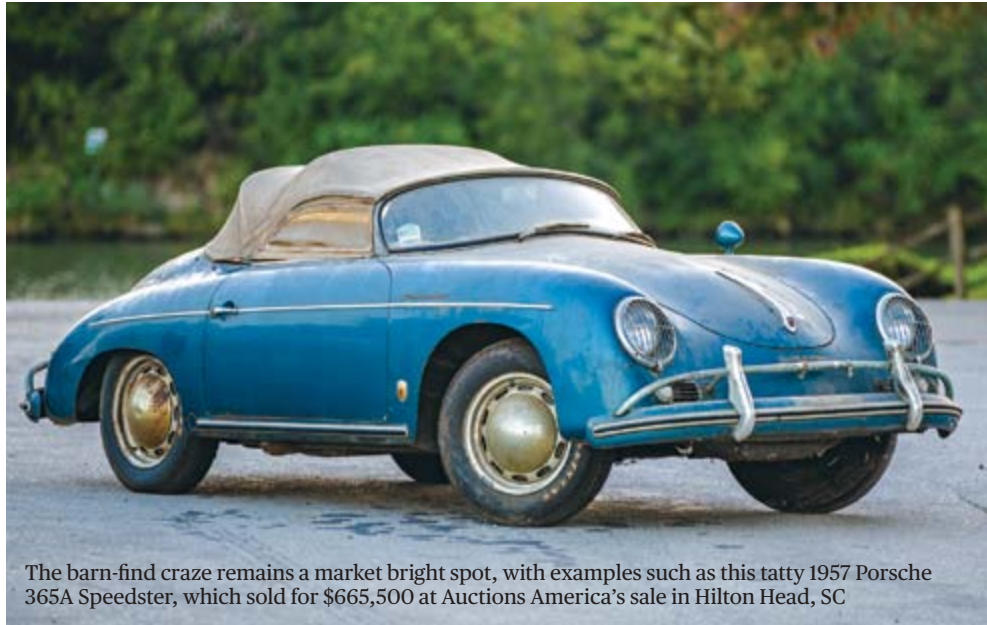 The barn-find craze remains a market bright spot, with examples such as this tatty 1957 Porsche
365A Speedster, which sold for $665,500 at Auctions America’s sale in Hilton Head, SC